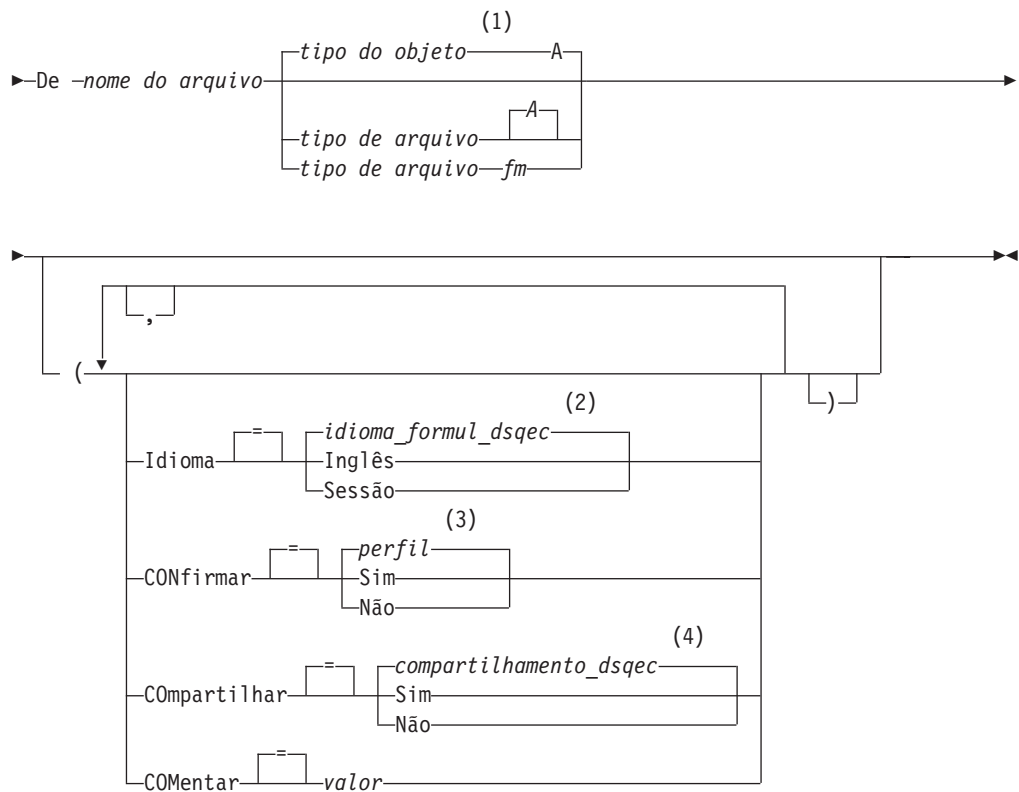 (1)
tipo do objeto A
De nome do arquivo
A
tipo de arquivo
tipo de arquivo fm
,
(
)
(2)
idioma_formul_dsqec
Idioma = Inglês
Sessão
(3)
perfil
CONfirmar = Sim
Não
(4)
compartilhamento_dsqec
COmpartilhar = Sim
Não
COMentar = valor